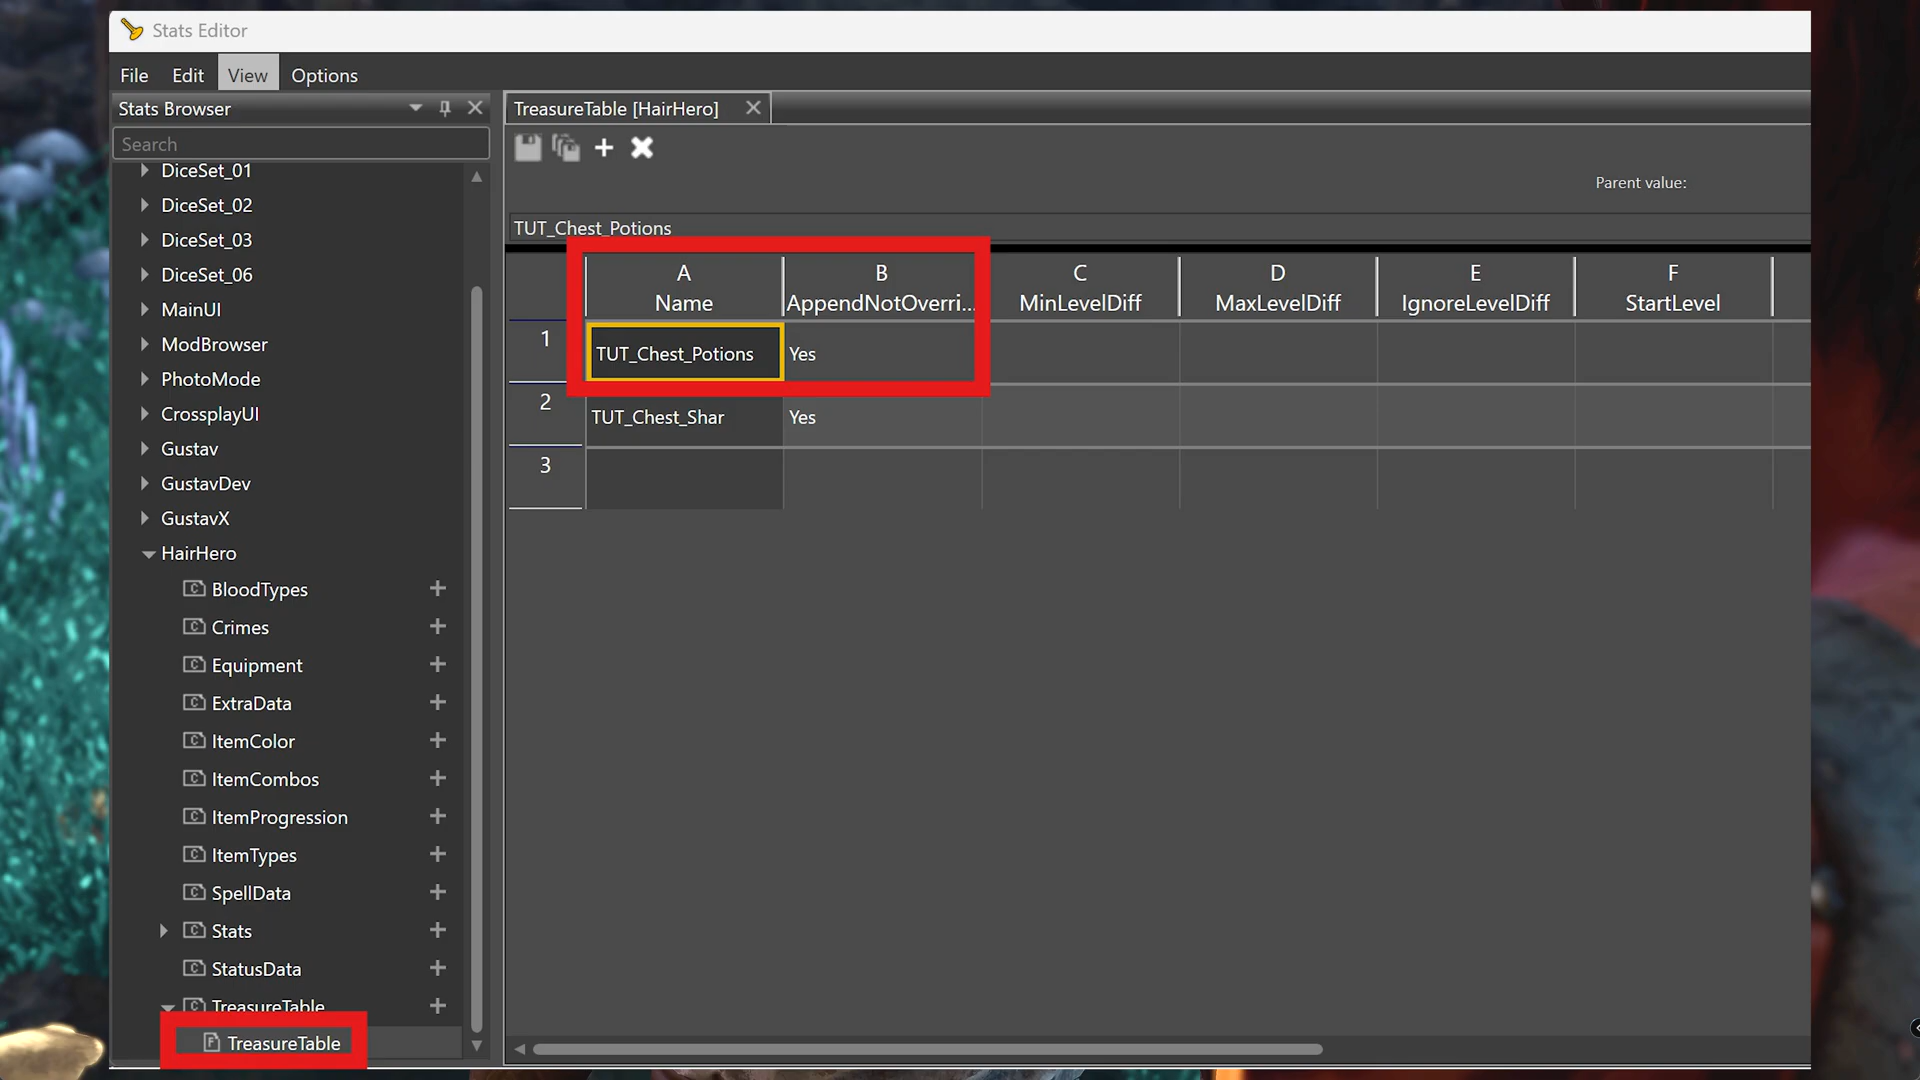 Stats Editor
File Edit View Options
Stats Browser
Search
DiceSet_01
DiceSet_02
DiceSet_03
DiceSet_06
MainUI
ModBrowser
PhotoMode
CrossplayUI
Gustav
GustavDev
GustavX
HairHero
BloodTypes
Crimes
Equipment
ExtraData
ItemColor
ItemCombos
ItemProgression
ItemTypes
SpellData
Stats
StatusData
TreasureTable
TreasureTable
TreasureTable [HairHero]
Parent value:
TUT_Chest_Potions
A B C D E F
Name AppendNotOverri... MinLevelDiff MaxLevelDiff IgnoreLevelDiff StartLevel
1 TUT_Chest_Potions Yes
2 TUT_Chest_Shar Yes
3